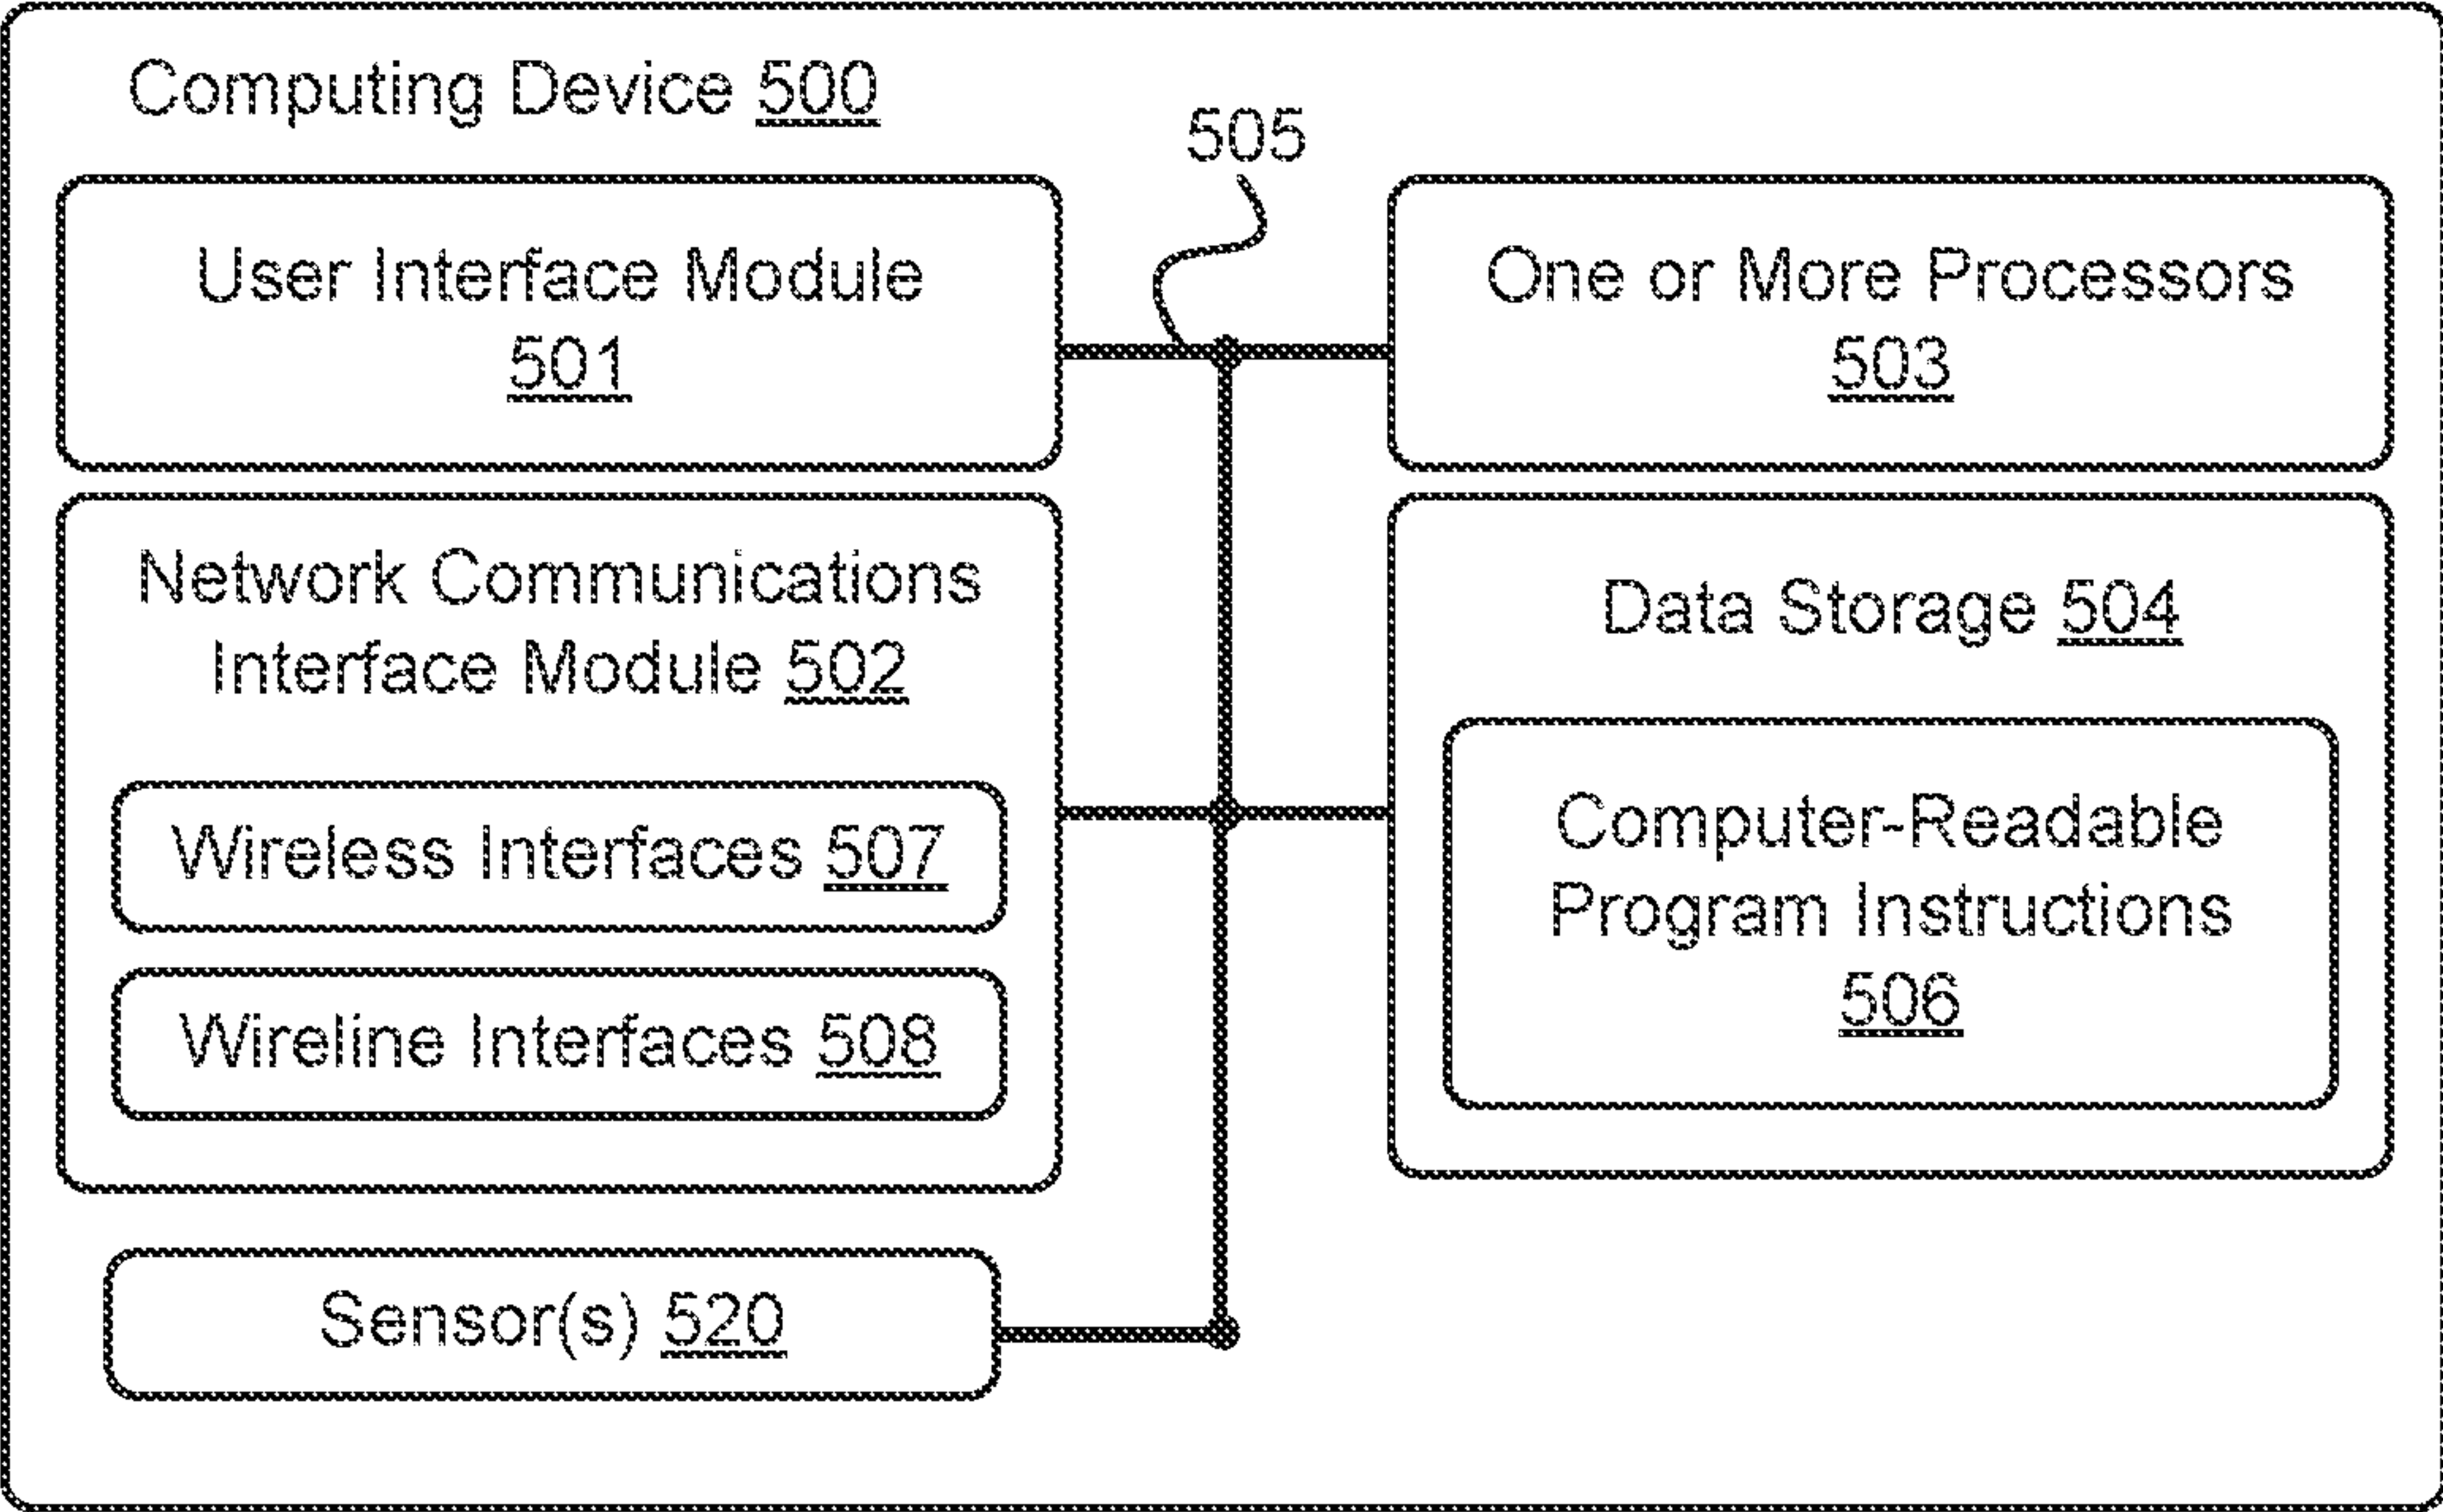 Computing Device 500
505
User Interface Module
501
One or More Processors
503
Network Communications
Interface Module 502
Wireless Interfaces 507
Wireline Interfaces 508
Data Storage 504
Computer-Readable
Program Instructions
506
Sensor(s) 520